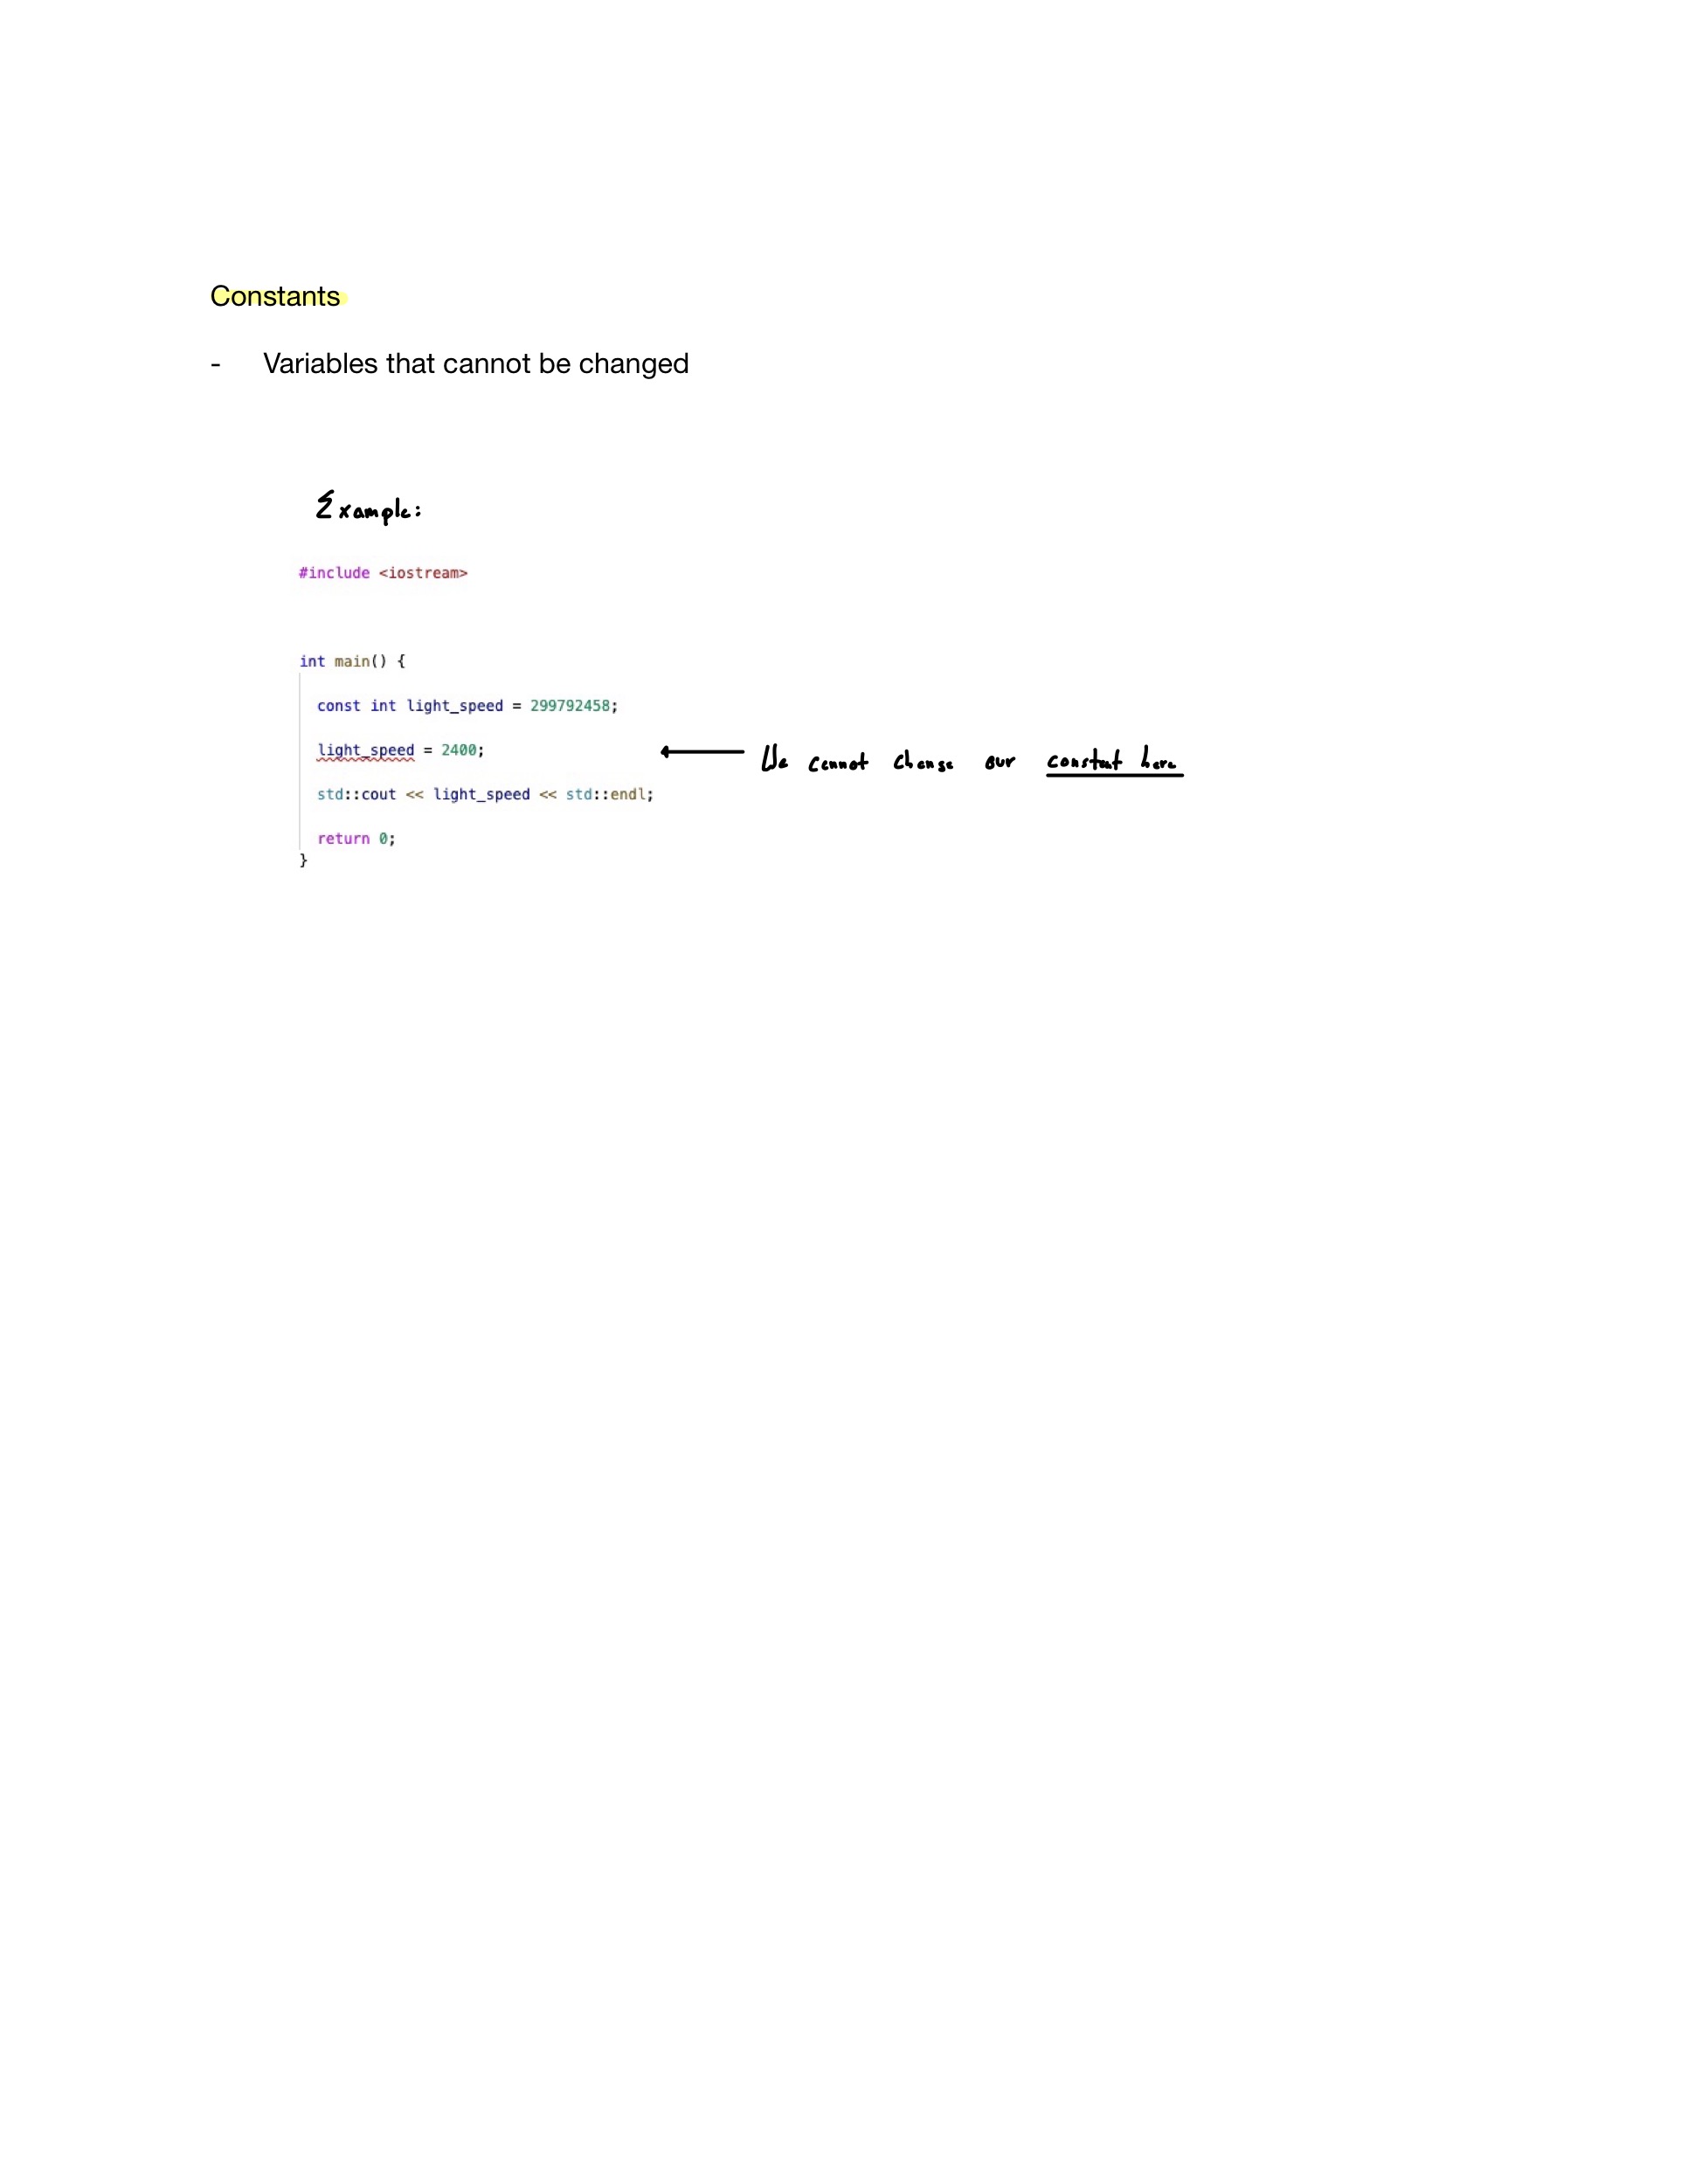 Constants
- Variables that cannot be changed
Example:
#include <iostream>
int main() {
const int light_speed = 299792458;
light_speed = 2400; ← We cannot change our constant here
std::cout << light_speed << std::endl;
return 0;
}